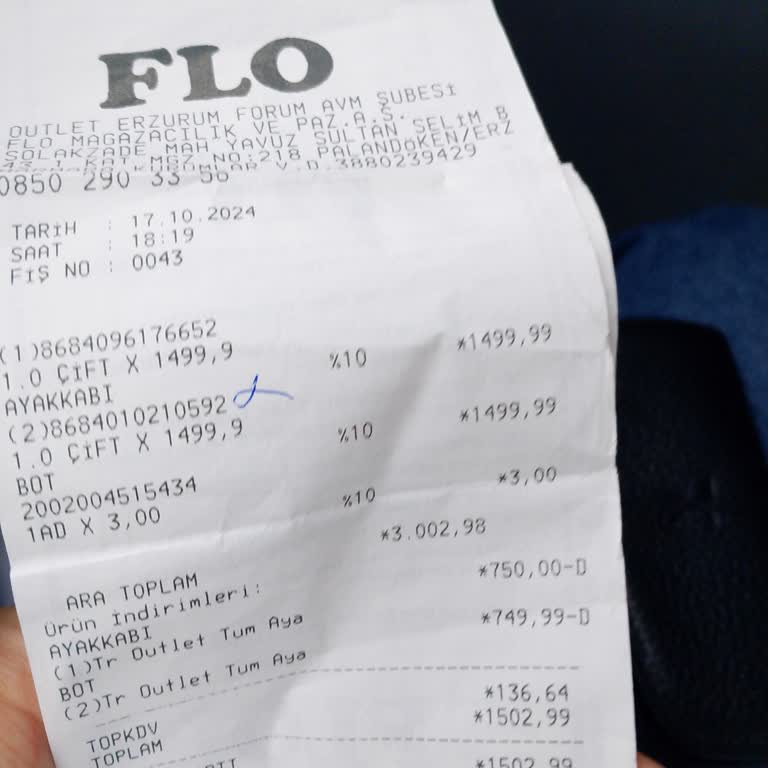 FLO
OUTLET ERZURUM FORUM AVM ŞUBESİ
FLO MAGAZACILIK VE PAZ.A.Ş.
SOLAKZADE MAH YAVUZ SULTAN SELIM B
NO:218 PALANDÖKEN/ERZ
V.D.3880239429
0850 290 33 56
TARİH : 17.10.2024
SAAT : 18:19
FİŞ NO : 0043
(1)8684096176652
1.0 ÇİFT X 1499,9 %10 *1499,99
AYAKKABI
(2)8684010210592
1.0 ÇİFT X 1499,9 %10 *1499,99
BOT
2002004515434
1AD X 3,00 %10 *3,00
ARA TOPLAM *3.002,98
Ürün İndirimleri:
AYAKKABI
(1)Tr Outlet Tum Aya *750,00-D
BOT
(2)Tr Outlet Tum Aya *749,99-D
TOPKDV *136,64
TOPLAM *1502,99
*1502,99